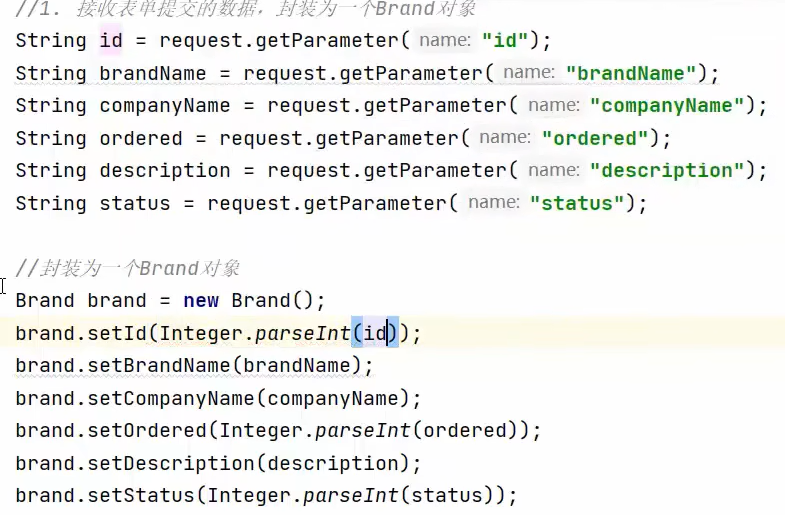 //1. 接收表单提交的数据，封装为一个Brand对象
String id = request.getParameter( name: "id");
String brandName = request.getParameter( name: "brandName");
String companyName = request.getParameter( name: "companyName");
String ordered = request.getParameter( name: "ordered");
String description = request.getParameter( name: "description");
String status = request.getParameter( name: "status");
//封装为一个Brand对象
Brand brand = new Brand();
brand.setId(Integer.parseInt(id));
brand.setBrandName(brandName);
brand.setCompanyName(companyName);
brand.setOrdered(Integer.parseInt(ordered));
brand.setDescription(description);
brand.setStatus(Integer.parseInt(status));